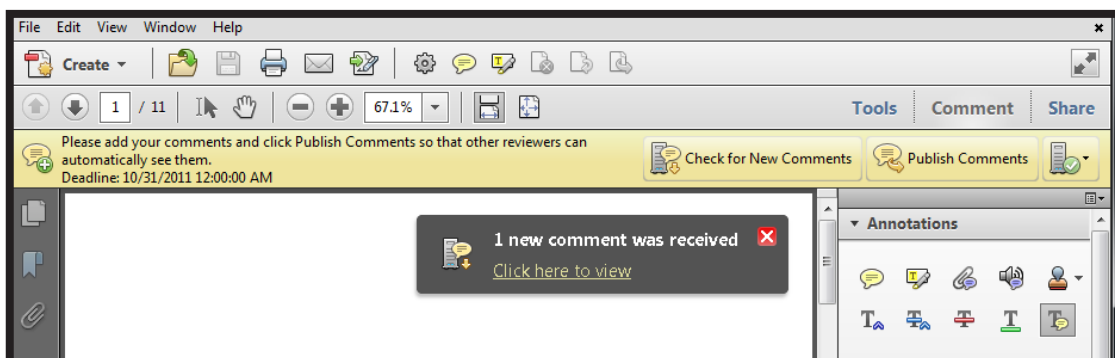 File Edit View Window Help
Create
1 / 11 67.1% Tools Comment Share
Please add your comments and click Publish Comments so that other reviewers can
automatically see them.
Deadline: 10/31/2011 12:00:00 AM
Check for New Comments Publish Comments
Annotations
1 new comment was received
Click here to view